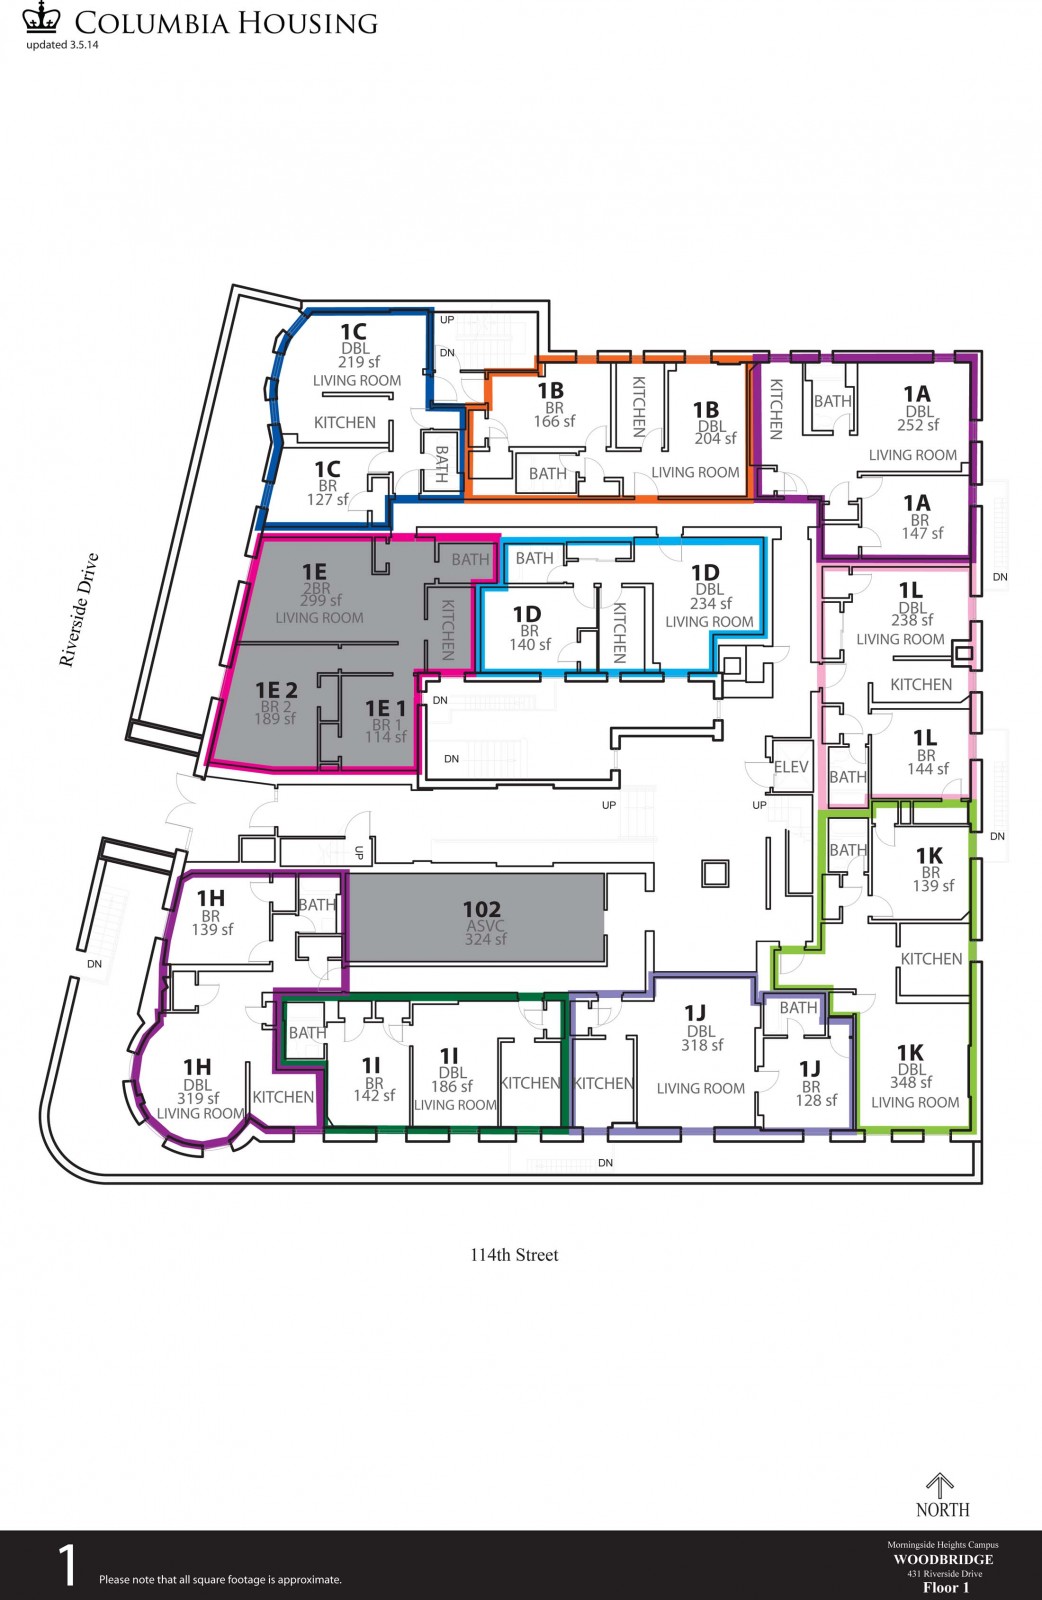 COLUMBIA HOUSING
updated 3.5.14
1C
DBL
219 sf
LIVING ROOM
KITCHEN
UP
DN
1C
BR
127 sf
BATH
1B
BR
166 sf
KITCHEN
1B
DBL
204 sf
LIVING ROOM
BATH
KITCHEN
BATH
1A
DBL
252 sf
LIVING ROOM
1A
BR
147 sf
DN
1E
2BR
299 sf
LIVING ROOM
BATH
KITCHEN
BATH
1D
BR
140 sf
KITCHEN
1D
DBL
234 sf
LIVING ROOM
1L
DBL
238 sf
LIVING ROOM
KITCHEN
Riverside Drive
1E 2
BR 2
189 sf
1E 1
BR 1
114 sf
DN
DN
ELEV
1L
BR
144 sf
BATH
UP
UP
DN
UP
BATH
1K
BR
139 sf
1H
BR
139 sf
BATH
102
ASVC
324 sf
DN
KITCHEN
BATH
1J
DBL
318 sf
LIVING ROOM
BATH
1H
DBL
319 sf
LIVING ROOM
KITCHEN
1I
BR
142 sf
1I
DBL
186 sf
LIVING ROOM
KITCHEN
KITCHEN
1J
BR
128 sf
1K
DBL
348 sf
LIVING ROOM
DN
114th Street
NORTH
1
Please note that all square footage is approximate.
Morningside Heights Campus
WOODBRIDGE
431 Riverside Drive
Floor 1